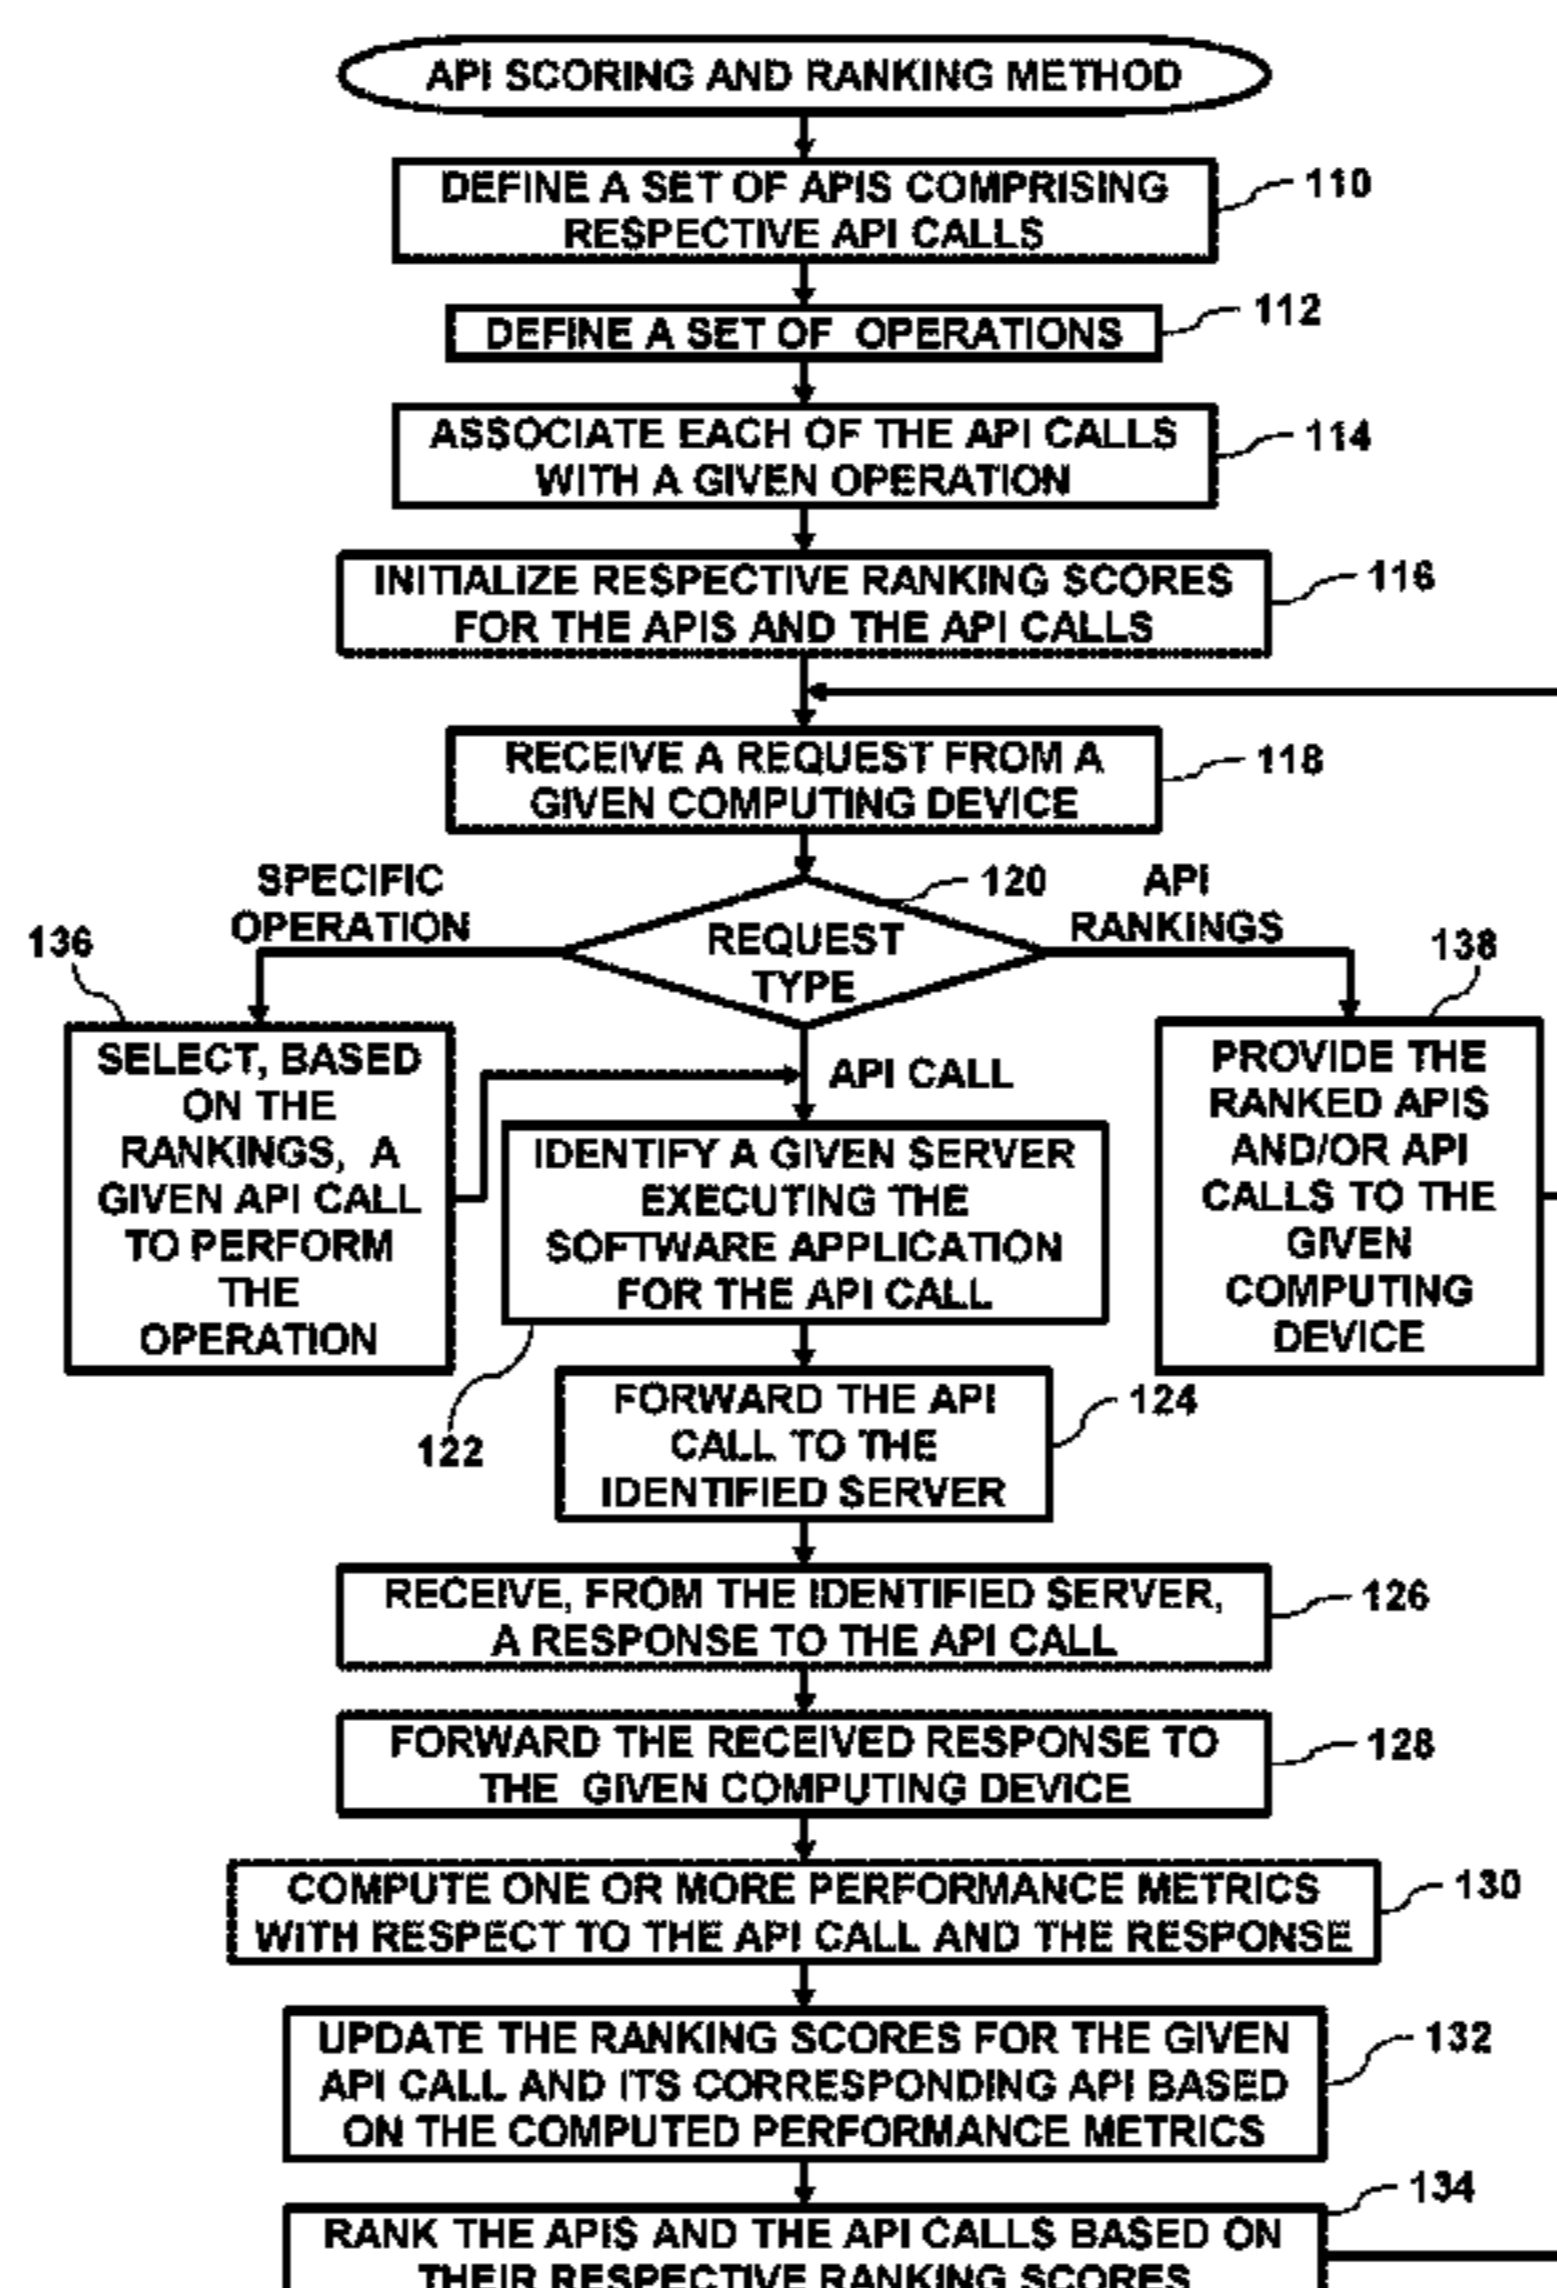 API SCORING AND RANKING METHOD
DEFINE A SET OF APIS COMPRISING
RESPECTIVE API CALLS
110
DEFINE A SET OF OPERATIONS
112
ASSOCIATE EACH OF THE API CALLS
WITH A GIVEN OPERATION
114
INITIALIZE RESPECTIVE RANKING SCORES
FOR THE APIS AND THE API CALLS
116
RECEIVE A REQUEST FROM A
GIVEN COMPUTING DEVICE
118
SPECIFIC
OPERATION
120
API
RANKINGS
REQUEST
TYPE
136
138
SELECT, BASED
ON THE
RANKINGS, A
GIVEN API CALL
TO PERFORM
THE
OPERATION
API CALL
IDENTIFY A GIVEN SERVER
EXECUTING THE
SOFTWARE APPLICATION
FOR THE API CALL
122
PROVIDE THE
RANKED APIS
AND/OR API
CALLS TO THE
GIVEN
COMPUTING
DEVICE
FORWARD THE API
CALL TO THE
IDENTIFIED SERVER
124
RECEIVE, FROM THE IDENTIFIED SERVER,
A RESPONSE TO THE API CALL
126
FORWARD THE RECEIVED RESPONSE TO
THE GIVEN COMPUTING DEVICE
128
COMPUTE ONE OR MORE PERFORMANCE METRICS
WITH RESPECT TO THE API CALL AND THE RESPONSE
130
UPDATE THE RANKING SCORES FOR THE GIVEN
API CALL AND ITS CORRESPONDING API BASED
ON THE COMPUTED PERFORMANCE METRICS
132
RANK THE APIS AND THE API CALLS BASED ON
THEIR RESPECTIVE RANKING SCORES
134